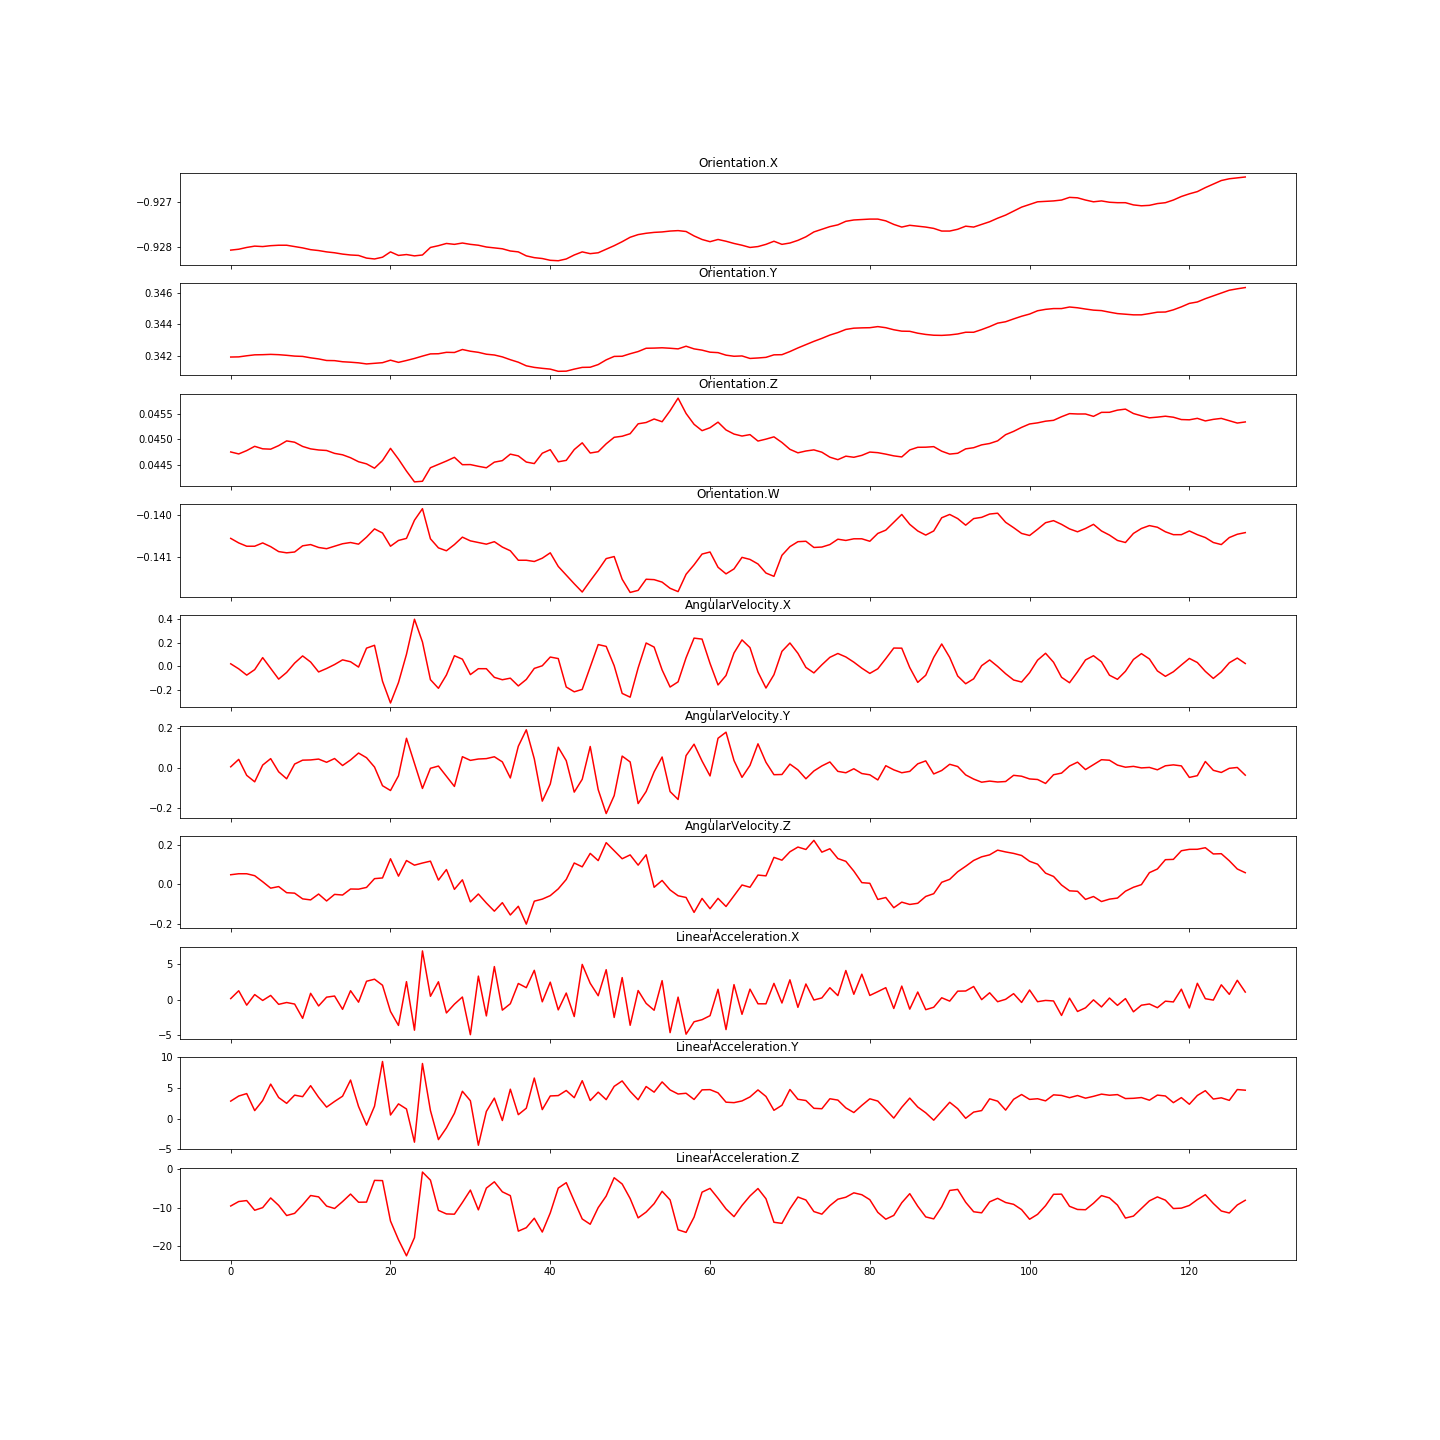 Orientation.X
−0.927
−0.928
Orientation.Y
0.346
0.344
0.342
Orientation.Z
0.0455
0.0450
0.0445
Orientation.W
−0.140
−0.141
AngularVelocity.X
0.4
0.2
0.0
−0.2
AngularVelocity.Y
0.2
0.0
−0.2
AngularVelocity.Z
0.2
0.0
−0.2
LinearAcceleration.X
5
0
−5
LinearAcceleration.Y
10
5
0
−5
LinearAcceleration.Z
0
−10
−20
0 20 40 60 80 100 120